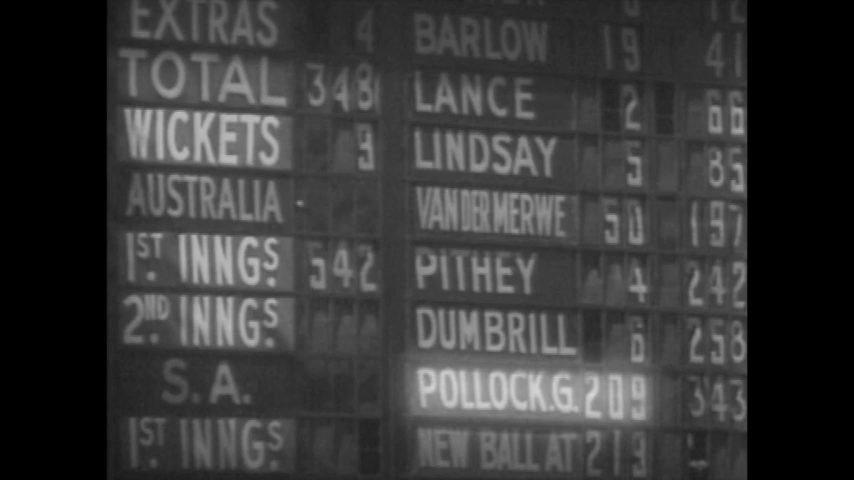 EXTRAS 4
TOTAL 348
WICKETS 9
AUSTRALIA
1ST. INNGS. 542
2ND. INNGS.
S.A.
1ST. INNGS.
BARLOW 19 41
LANCE 2 66
LINDSAY 5 85
VAN DER MERWE 50 197
PITHEY 4 242
DUMBRILL 6 258
POLLOCK.G. 209 343
NEW BALL AT 219